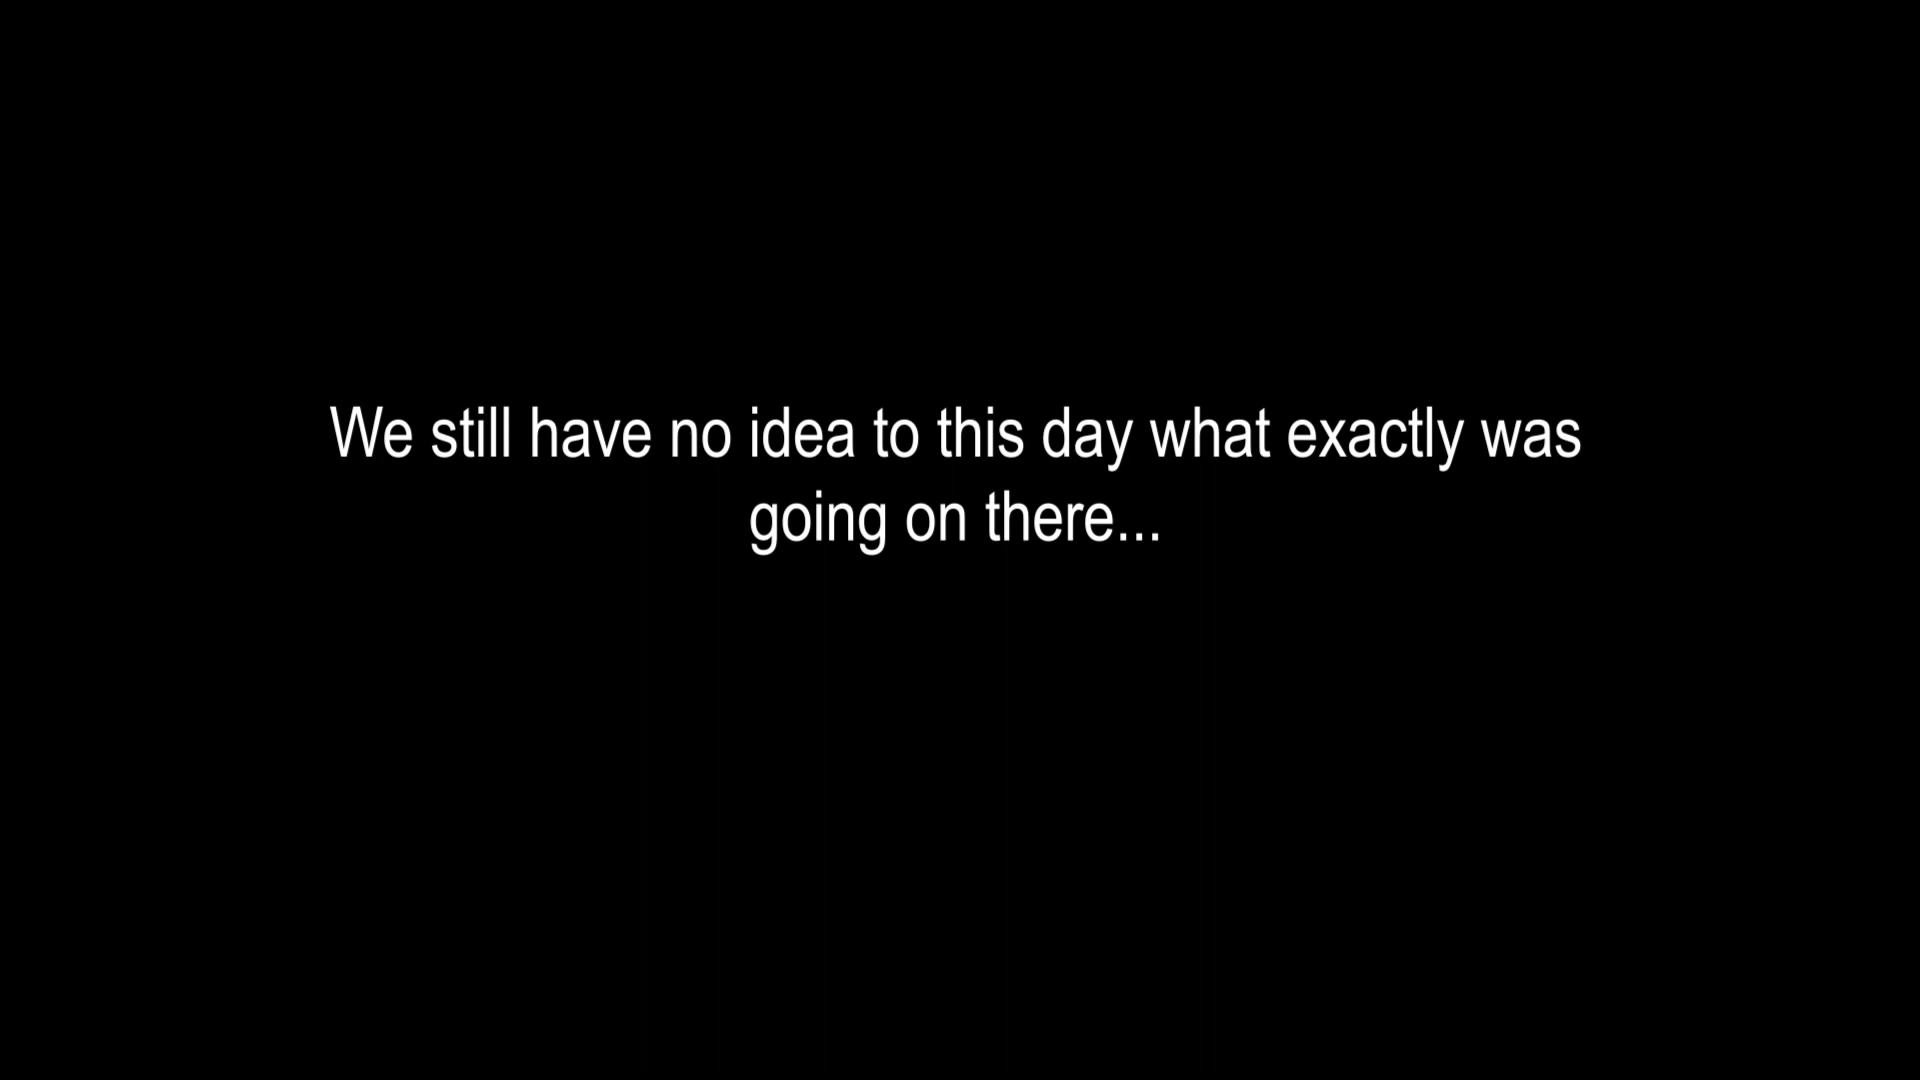 We still have no idea to this day what exactly was
going on there...